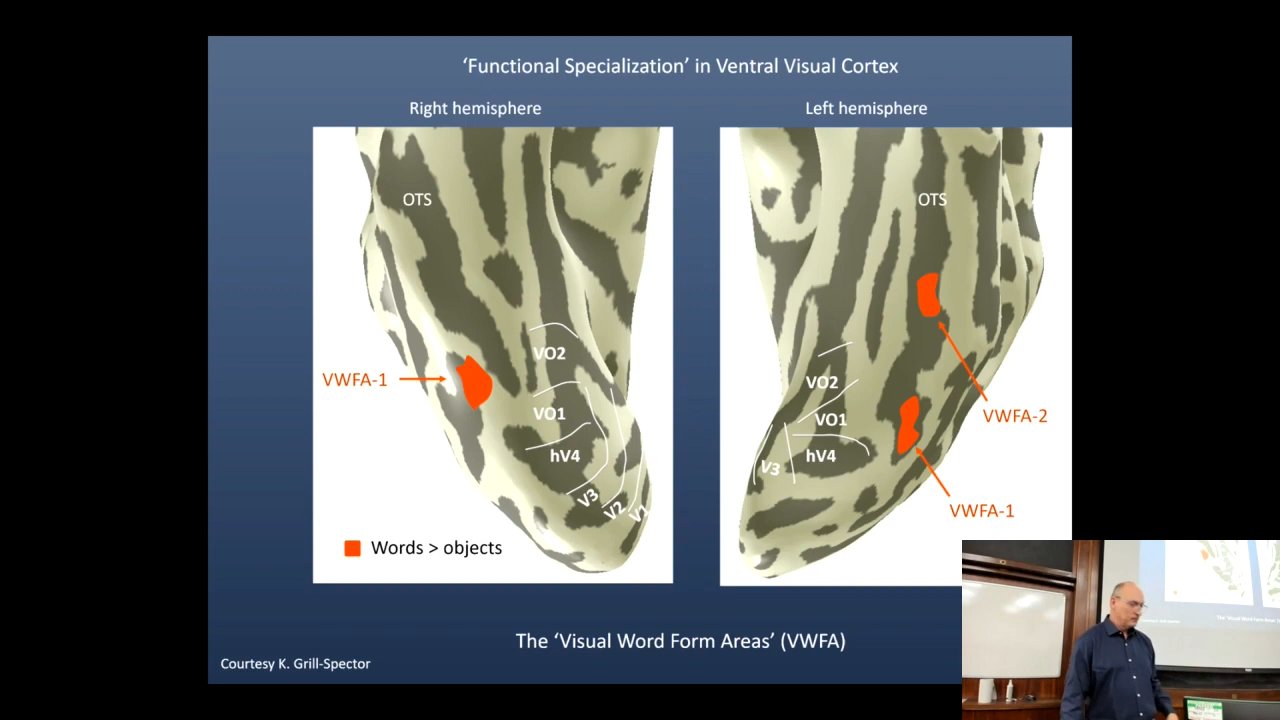 ‘Functional Specialization’ in Ventral Visual Cortex
Right hemisphere
Left hemisphere
OTS
OTS
VO2
VWFA-1
VO1
hV4
V3
V2
V1
VO2
VO1
V3
hV4
VWFA-2
VWFA-1
Words > objects
The ‘Visual Word Form Areas’ (VWFA)
Courtesy K. Grill-Spector